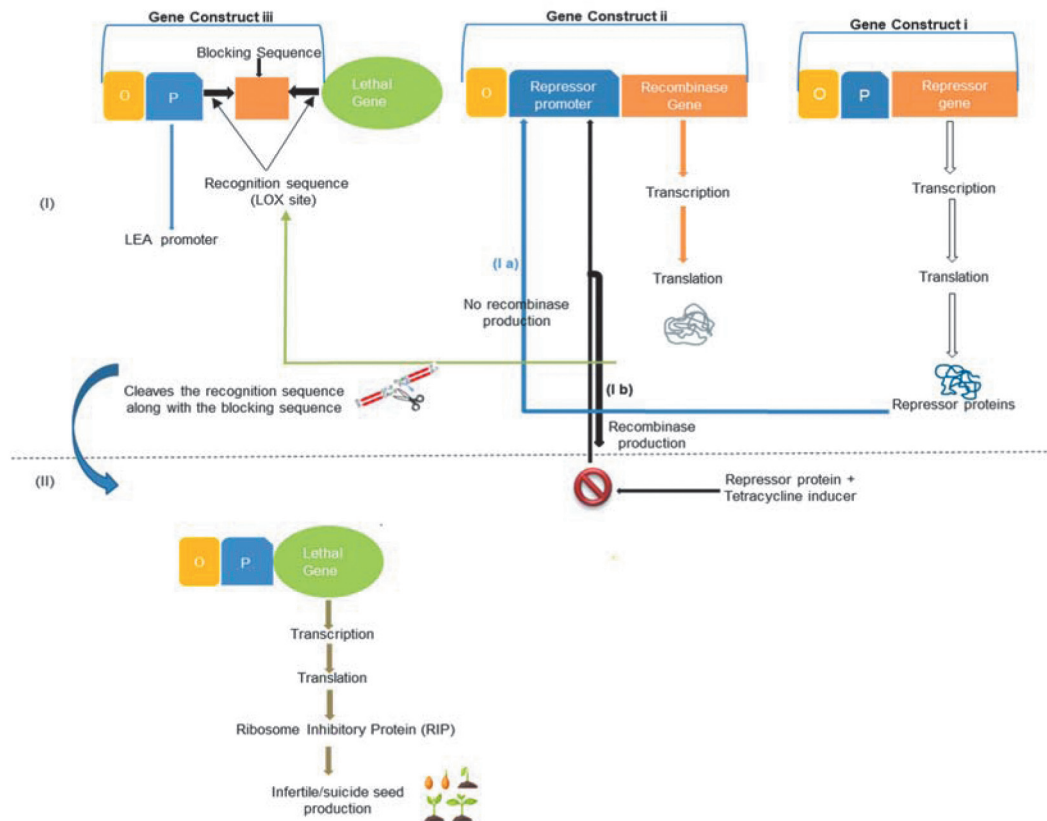 Gene Construct iii
Gene Construct ii
Gene Construct i
Blocking Sequence
O
P
Lethal
Gene
O
Repressor
promoter
Recombinase
Gene
O
P
Repressor
gene
Recognition sequence
(LOX site)
LEA promoter
(I)
Transcription
Translation
Transcription
Translation
(I a)
No recombinase
production
Cleaves the recognition sequence
along with the blocking sequence
(I b)
Recombinase
production
Repressor proteins
(II)
Repressor protein +
Tetracycline inducer
O
P
Lethal
Gene
Transcription
Translation
Ribosome Inhibitory Protein (RIP)
Infertile/suicide seed
production